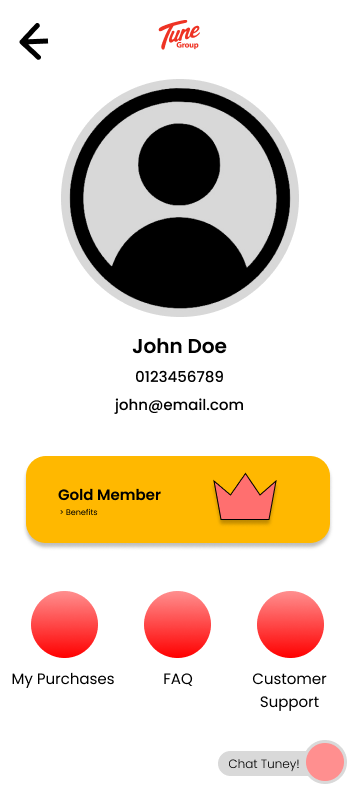 Tune
Group
John Doe
0123456789
john@email.com
Gold Member
> Benefits
My Purchases
FAQ
Customer
Support
Chat Tuney!